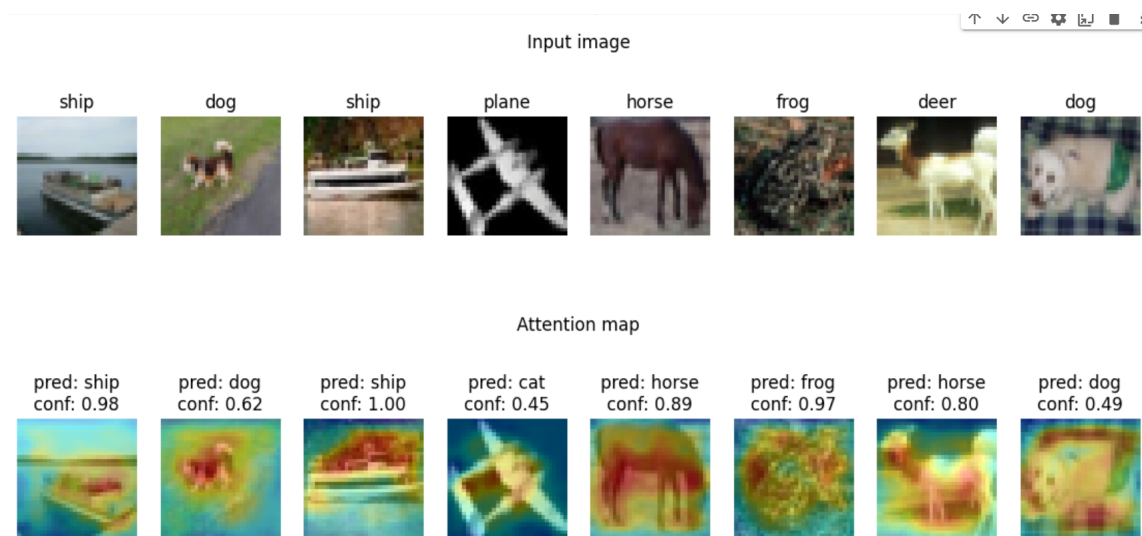 Input image
ship dog ship plane horse frog deer dog
Attention map
pred: ship pred: dog pred: ship pred: cat pred: horse pred: frog pred: horse pred: dog
conf: 0.98 conf: 0.62 conf: 1.00 conf: 0.45 conf: 0.89 conf: 0.97 conf: 0.80 conf: 0.49